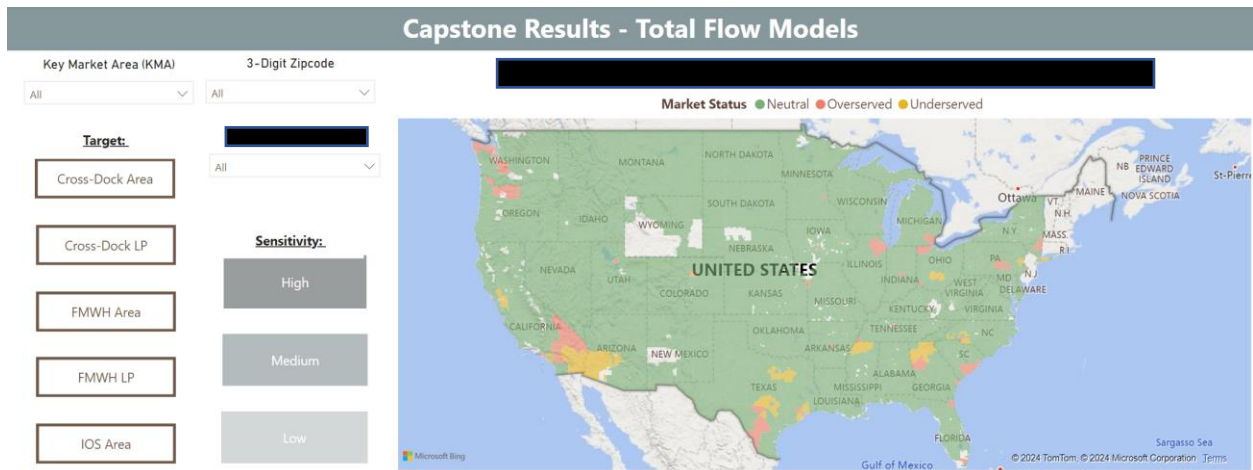 Capstone Results - Total Flow Models
Key Market Area (KMA)
3-Digit Zipcode
All
All
Target:
All
Cross-Dock Area
Cross-Dock LP
FMWH Area
FMWH LP
IOS Area
Sensitivity:
High
Medium
Low
Market Status Neutral Overserved Underserved
WASHINGTON
MONTANA
NORTH DAKOTA
MINNESOTA
Ottawa
NB
PRINCE
EDWARD
ISLAND
St-Pierre
MAINE
NOVA SCOTIA
VT.
N.H.
OREGON
IDAHO
WYOMING
SOUTH DAKOTA
WISCONSIN
MICHIGAN
N.Y.
MASS.
R.I.
IOWA
NEBRASKA
NEVADA
UTAH
UNITED STATES
ILLINOIS
INDIANA
OHIO
PA.
N.J.
MD
DELAWARE
COLORADO
KANSAS
MISSOURI
WEST
VIRGINIA
KENTUCKY
VIRGINIA
CALIFORNIA
OKLAHOMA
TENNESSEE
NC
ARIZONA
NEW MEXICO
ARKANSAS
SC
ALABAMA
TEXAS
MISSISSIPPI
GEORGIA
LOUISIANA
FLORIDA
Gulf of Mexico
Sargasso Sea
Microsoft Bing
© 2024 TomTom, © 2024 Microsoft Corporation Terms